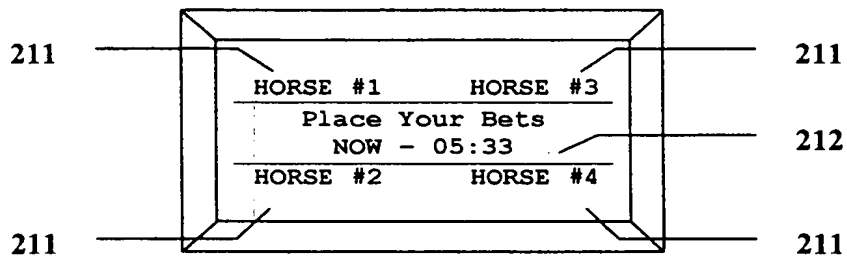 211 211
HORSE #1 HORSE #3
Place Your Bets
NOW - 05:33
212
HORSE #2 HORSE #4
211 211